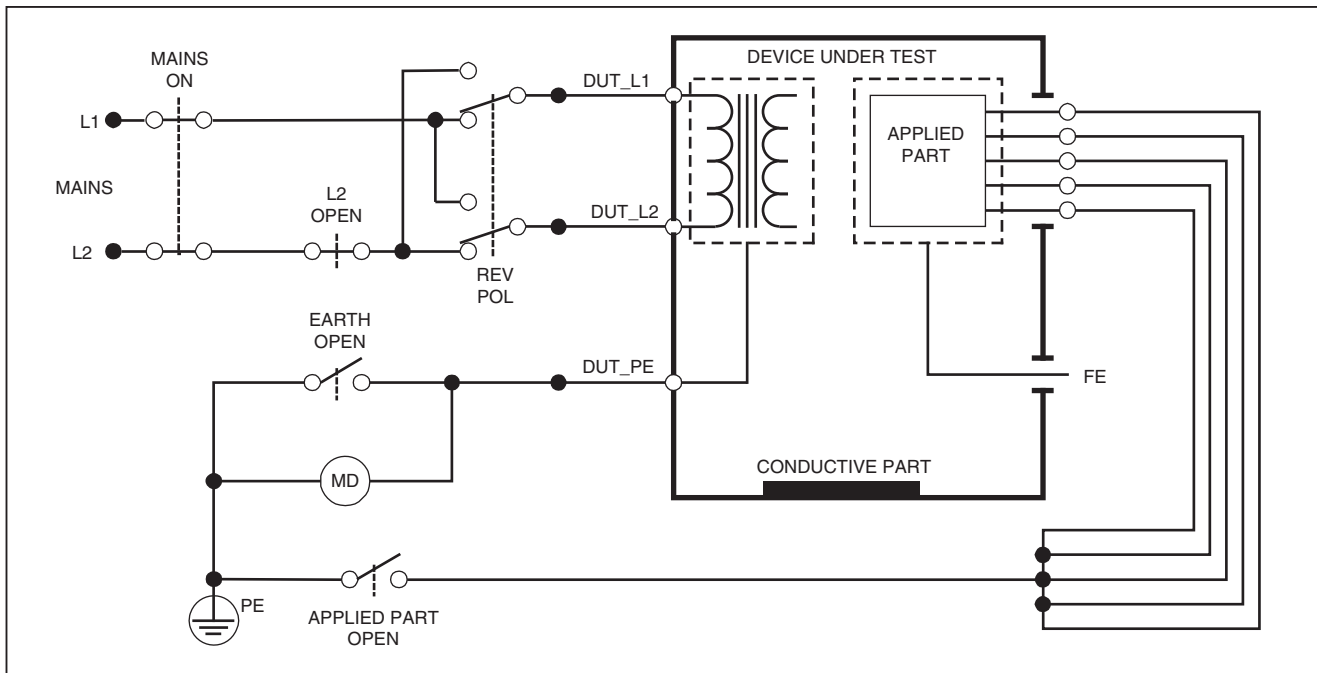 MAINS
ON
DEVICE UNDER TEST
DUT_L1
L1
APPLIED
PART
MAINS
L2
OPEN
DUT_L2
L2
REV
POL
EARTH
OPEN
DUT_PE
FE
CONDUCTIVE PART
MD
PE
APPLIED PART
OPEN